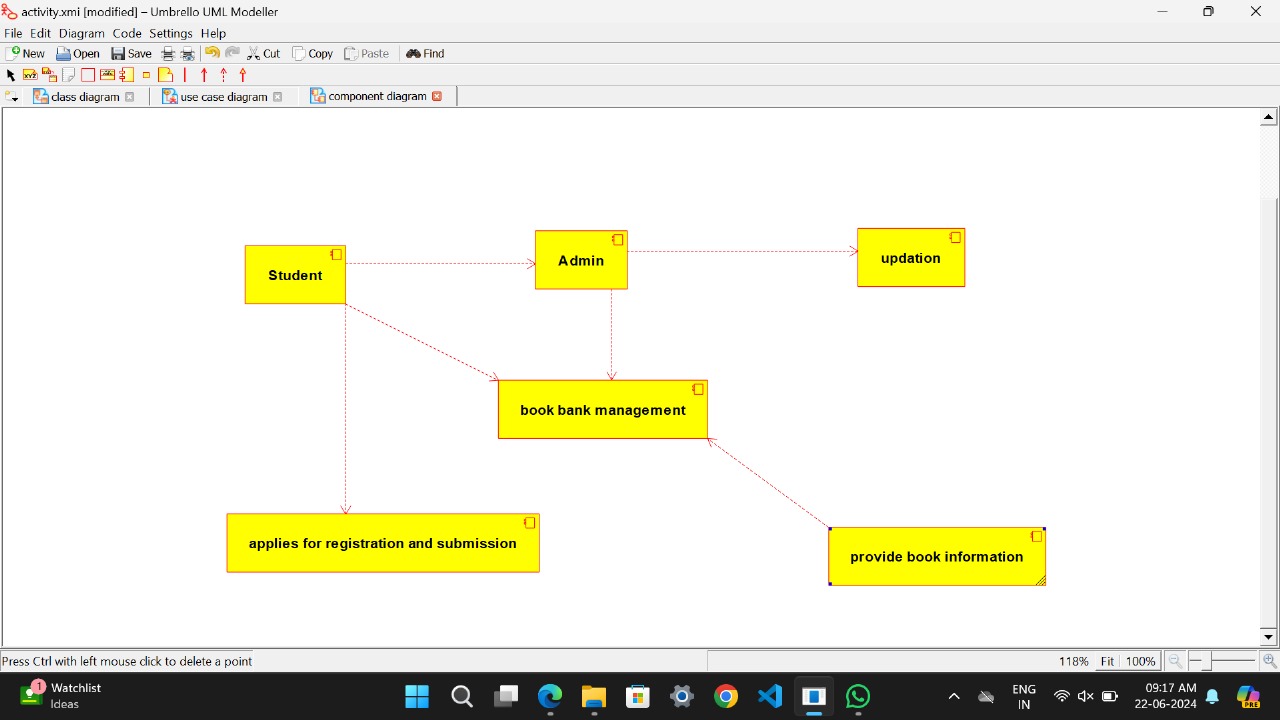 activity.xmi [modified] – Umbrello UML Modeller
File Edit Diagram Code Settings Help
New Open Save Cut Copy Paste Find
class diagram use case diagram component diagram
Student
Admin
updation
book bank management
applies for registration and submission
provide book information
Press Ctrl with left mouse click to delete a point
118% Fit 100%
1 Watchlist
Ideas
ENG
IN
09:17 AM
22-06-2024
PRE